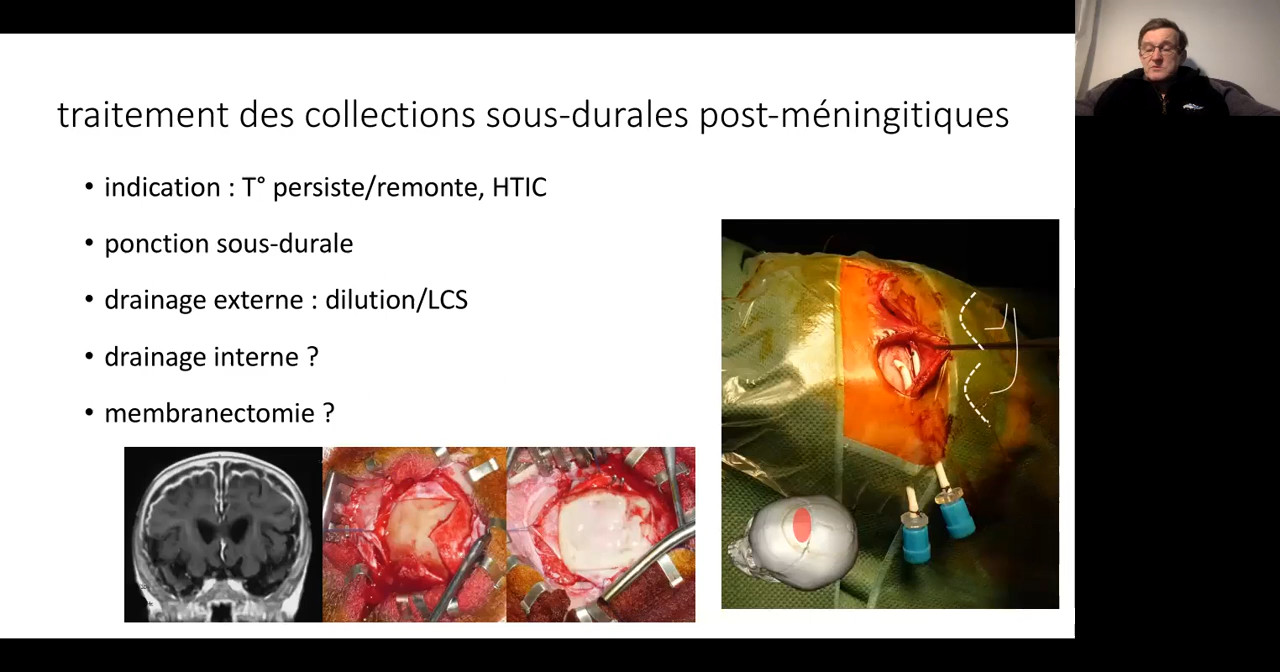 traitement des collections sous-durales post-méningitiques
• indication : T° persiste/remonte, HTIC
• ponction sous-durale
• drainage externe : dilution/LCS
• drainage interne ?
• membranectomie ?